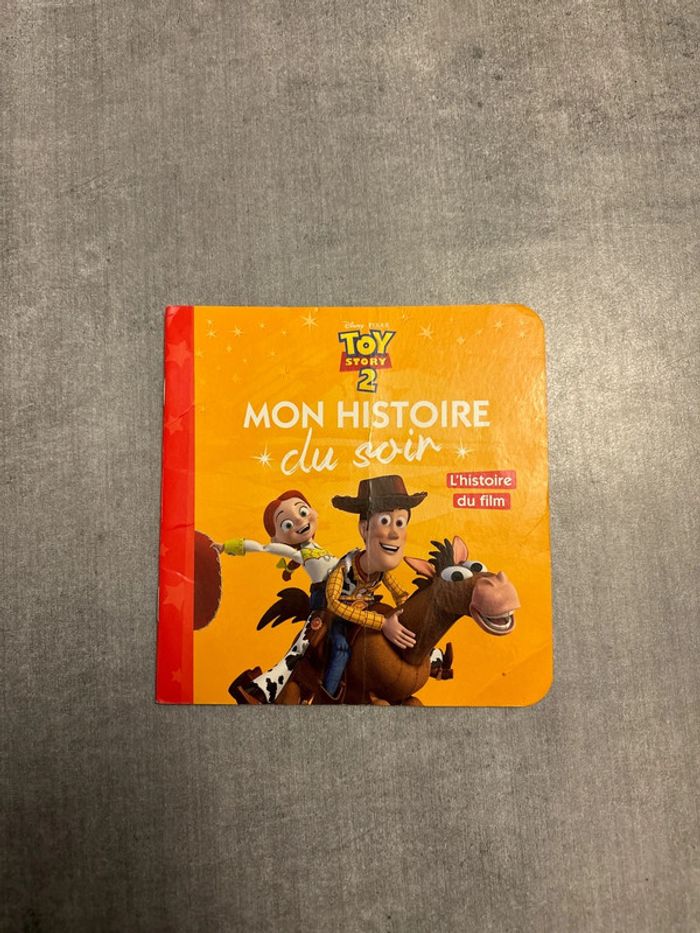 Disney PIXAR
TOY
STORY
2
MON HISTOIRE
du soir
L'histoire
du film